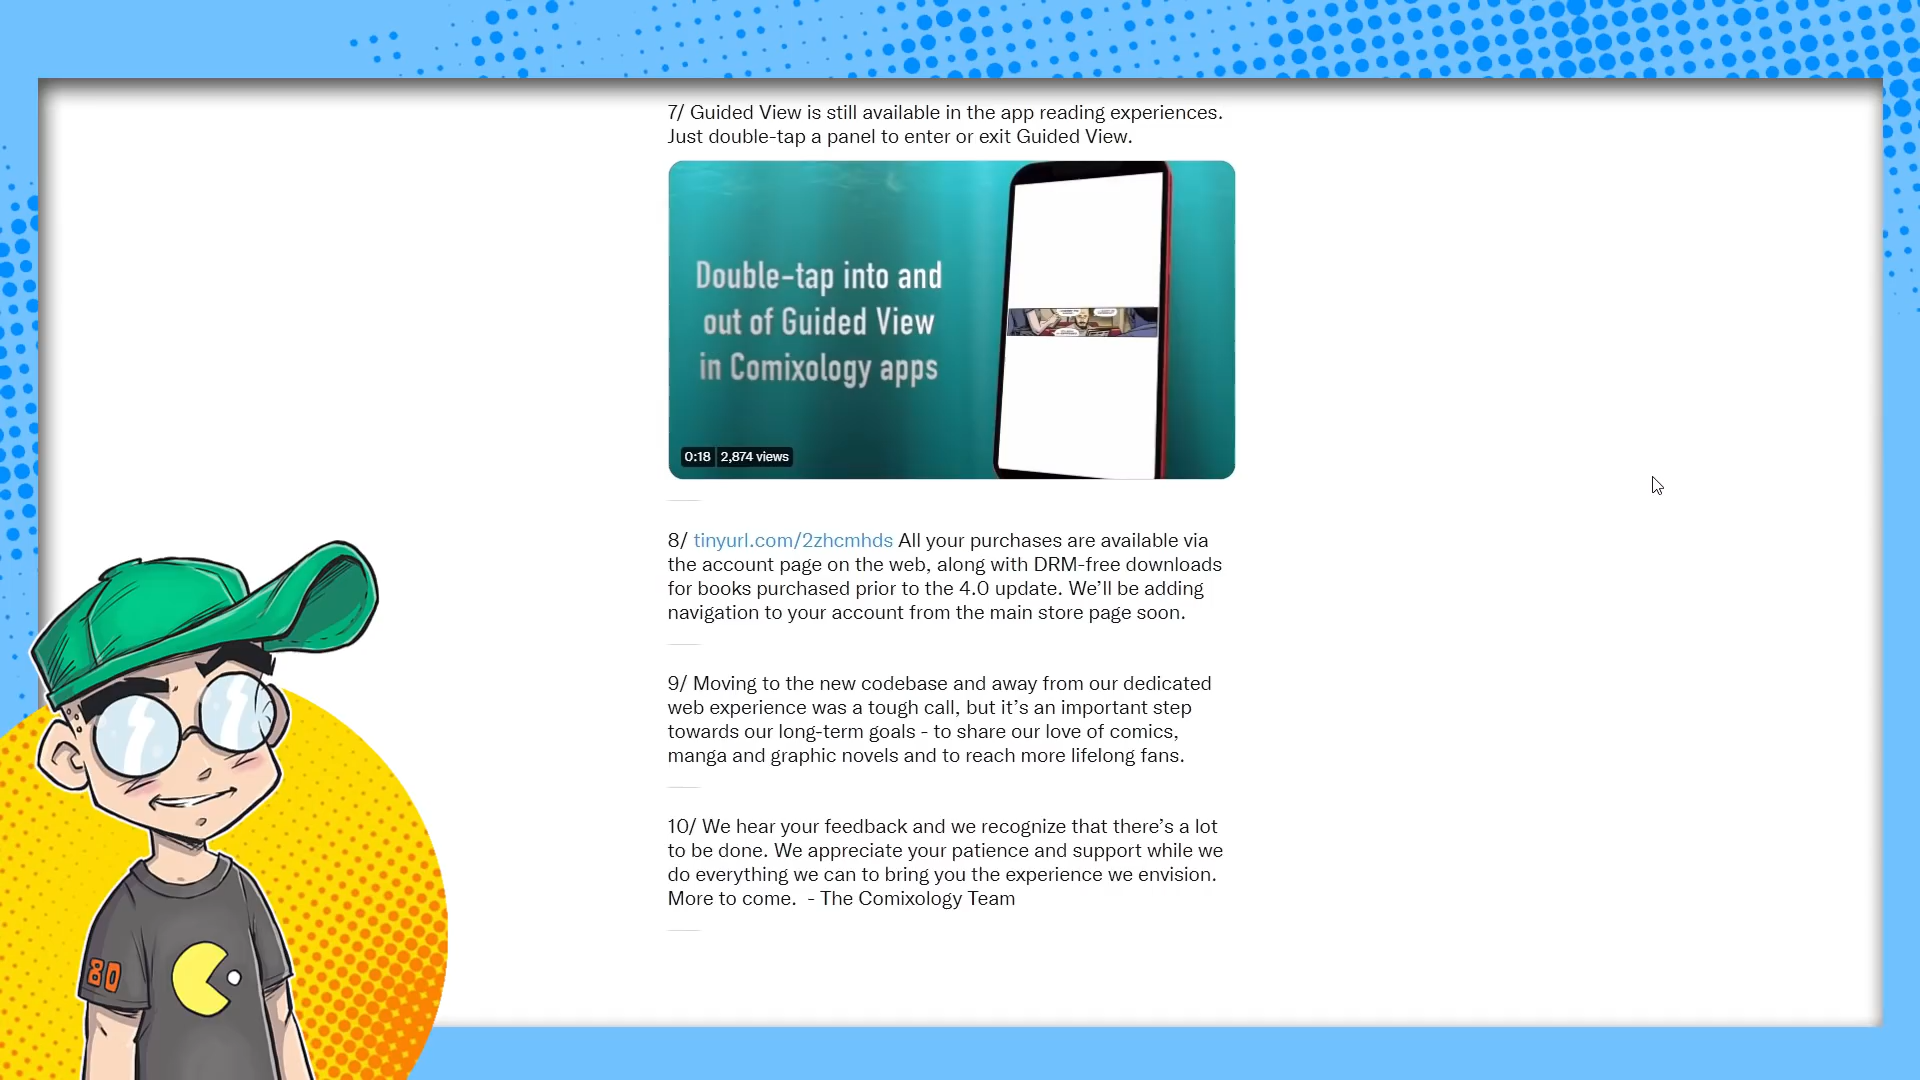 7/ Guided View is still available in the app reading experiences.
Just double-tap a panel to enter or exit Guided View.
Double-tap into and
out of Guided View
in Comixology apps
0:18 2,874 views
8/ tinyurl.com/2zhcmhds All your purchases are available via
the account page on the web, along with DRM-free downloads
for books purchased prior to the 4.0 update. We’ll be adding
navigation to your account from the main store page soon.
9/ Moving to the new codebase and away from our dedicated
web experience was a tough call, but it’s an important step
towards our long-term goals - to share our love of comics,
manga and graphic novels and to reach more lifelong fans.
10/ We hear your feedback and we recognize that there’s a lot
to be done. We appreciate your patience and support while we
do everything we can to bring you the experience we envision.
More to come.  - The Comixology Team
80